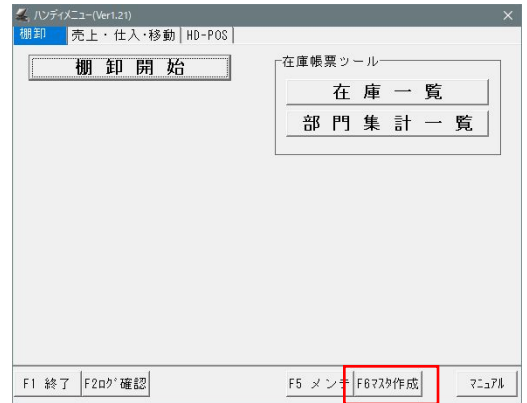 ハンディメニュー(Ver1.21)
棚卸 売上・仕入・移動 HD-POS
棚卸開始
在庫帳票ツール
在庫一覧
部門集計一覧
F1 終了 F2ログ確認 F5 メンテ F6マスタ作成 マニュアル